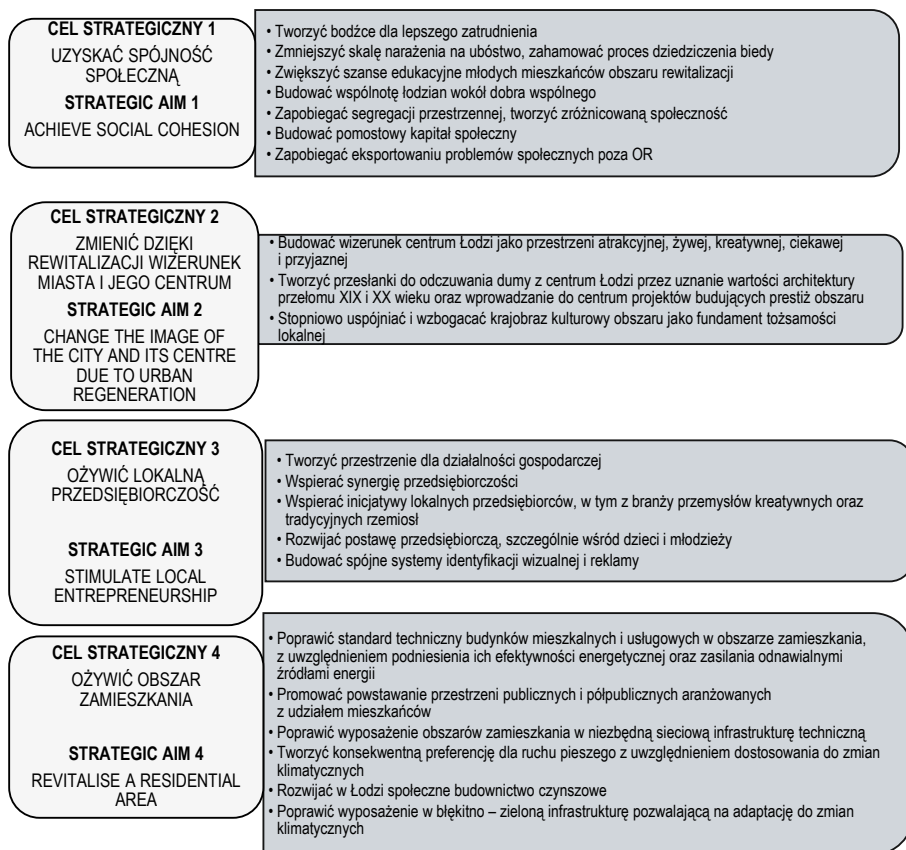 CEL STRATEGICZNY 1
UZYSKAĆ SPÓJNOŚĆ
SPOŁECZNĄ
STRATEGIC AIM 1
ACHIEVE SOCIAL COHESION
• Tworzyć bodźce dla lepszego zatrudnienia
• Zmniejszyć skalę narażenia na ubóstwo, zahamować proces dziedziczenia biedy
• Zwiększyć szanse edukacyjne młodych mieszkańców obszaru rewitalizacji
• Budować wspólnotę łodzian wokół dobra wspólnego
• Zapobiegać segregacji przestrzennej, tworzyć zróżnicowaną społeczność
• Budować pomostowy kapitał społeczny
• Zapobiegać eksportowaniu problemów społecznych poza OR
CEL STRATEGICZNY 2
ZMIENIĆ DZIĘKI
REWITALIZACJI WIZERUNEK
MIASTA I JEGO CENTRUM
STRATEGIC AIM 2
CHANGE THE IMAGE OF
THE CITY AND ITS CENTRE
DUE TO URBAN
REGENERATION
• Budować wizerunek centrum Łodzi jako przestrzeni atrakcyjnej, żywej, kreatywnej, ciekawej
i przyjaznej
• Tworzyć przesłanki do odczuwania dumy z centrum Łodzi przez uznanie wartości architektury
przełomu XIX i XX wieku oraz wprowadzanie do centrum projektów budujących prestiż obszaru
• Stopniowo uspójniać i wzbogacać krajobraz kulturowy obszaru jako fundament tożsamości
lokalnej
CEL STRATEGICZNY 3
OŻYWIĆ LOKALNĄ
PRZEDSIĘBIORCZOŚĆ
STRATEGIC AIM 3
STIMULATE LOCAL
ENTREPRENEURSHIP
• Tworzyć przestrzenie dla działalności gospodarczej
• Wspierać synergię przedsiębiorczości
• Wspierać inicjatywy lokalnych przedsiębiorców, w tym z branży przemysłów kreatywnych oraz
tradycyjnych rzemiosł
• Rozwijać postawę przedsiębiorczą, szczególnie wśród dzieci i młodzieży
• Budować spójne systemy identyfikacji wizualnej i reklamy
CEL STRATEGICZNY 4
OŻYWIĆ OBSZAR
ZAMIESZKANIA
STRATEGIC AIM 4
REVITALISE A RESIDENTIAL
AREA
• Poprawić standard techniczny budynków mieszkalnych i usługowych w obszarze zamieszkania,
z uwzględnieniem podniesienia ich efektywności energetycznej oraz zasilania odnawialnymi
źródłami energii
• Promować powstawanie przestrzeni publicznych i półpublicznych aranżowanych
z udziałem mieszkańców
• Poprawić wyposażenie obszarów zamieszkania w niezbędną sieciową infrastrukturę techniczną
• Tworzyć konsekwentną preferencję dla ruchu pieszego z uwzględnieniem dostosowania do zmian
klimatycznych
• Rozwijać w Łodzi społeczne budownictwo czynszowe
• Poprawić wyposażenie w błękitno – zieloną infrastrukturę pozwalającą na adaptację do zmian
klimatycznych